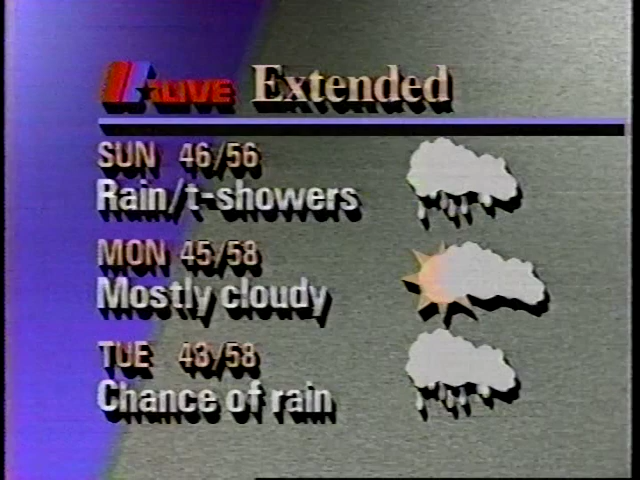 LIVE Extended
SUN 46/56
Rain/t-showers
MON 45/58
Mostly cloudy
TUE 43/58
Chance of rain